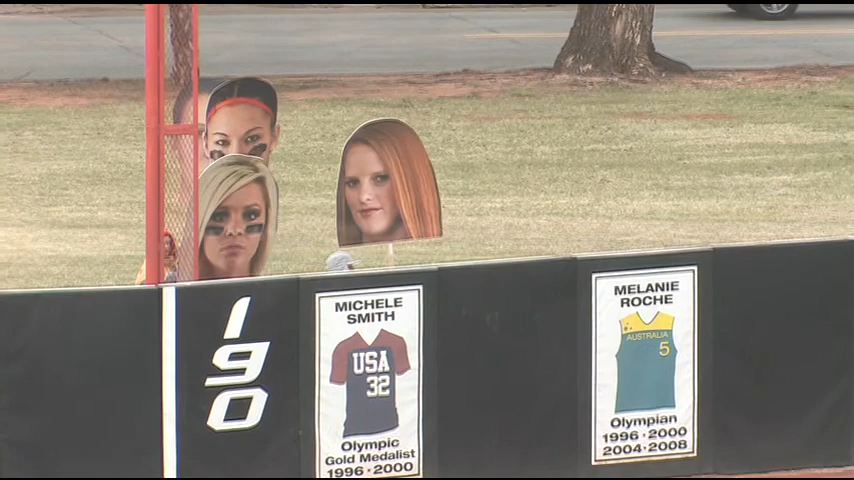 190
MICHELE
SMITH
USA
32
Olympic
Gold Medalist
1996 • 2000
MELANIE
ROCHE
AUSTRALIA
5
Olympian
1996 • 2000
2004 • 2008